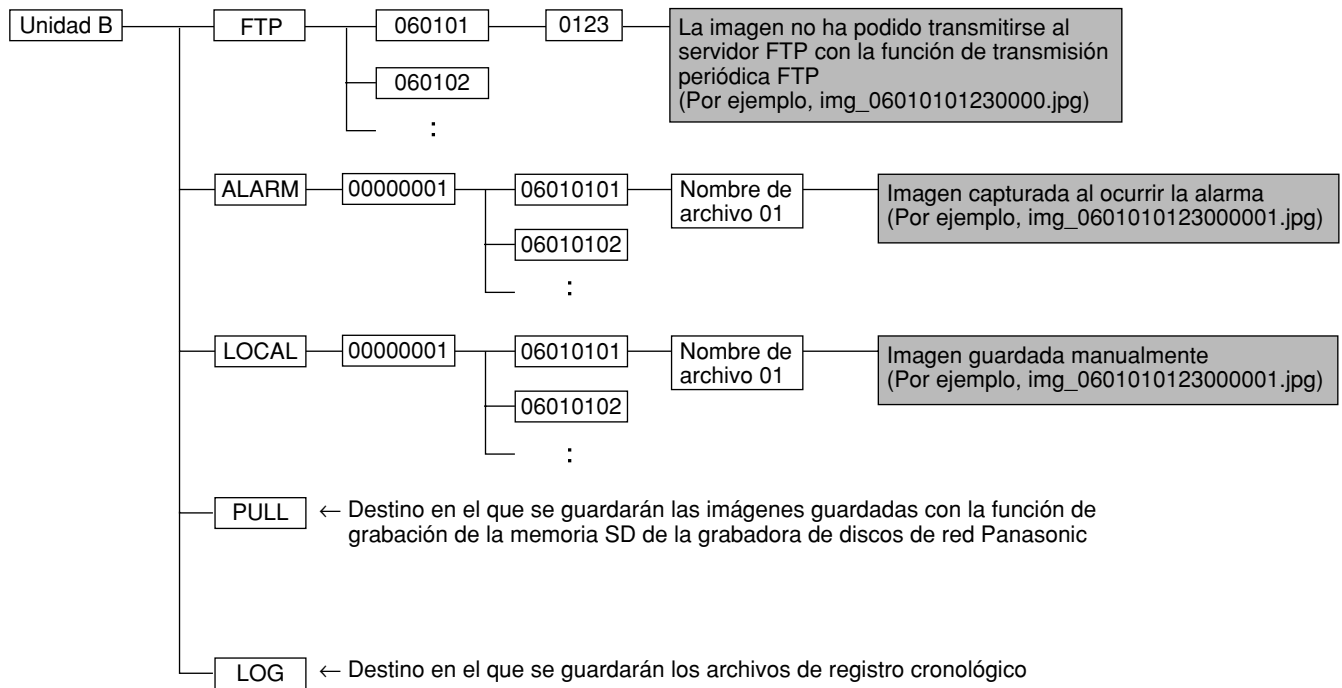 Unidad B
FTP
060101
0123
La imagen no ha podido transmitirse al
servidor FTP con la función de transmisión
periódica FTP
(Por ejemplo, img_06010101230000.jpg)
060102
:
ALARM
00000001
06010101
Nombre de
archivo 01
Imagen capturada al ocurrir la alarma
(Por ejemplo, img_0601010123000001.jpg)
06010102
:
LOCAL
00000001
06010101
Nombre de
archivo 01
Imagen guardada manualmente
(Por ejemplo, img_0601010123000001.jpg)
06010102
:
PULL
← Destino en el que se guardarán las imágenes guardadas con la función de
grabación de la memoria SD de la grabadora de discos de red Panasonic
LOG
← Destino en el que se guardarán los archivos de registro cronológico